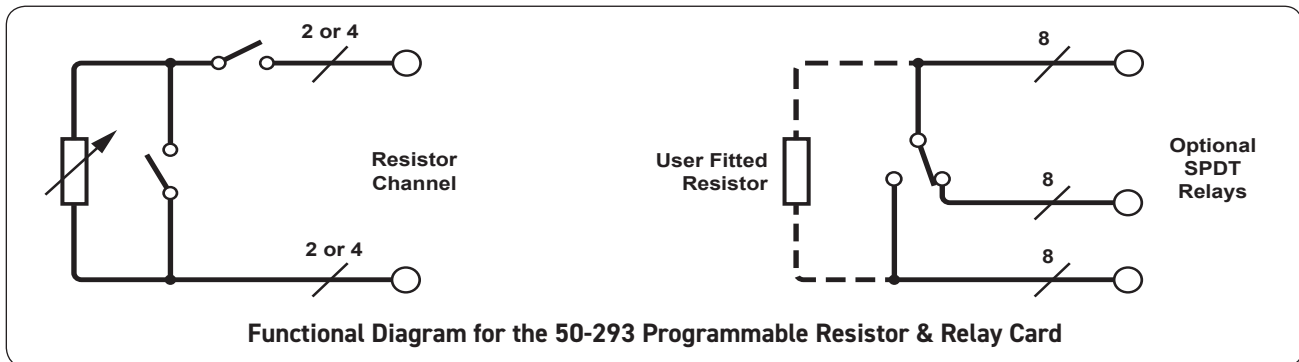 2 or 4
Resistor
Channel
2 or 4
8
User Fitted
Resistor
8
Optional
SPDT
Relays
8
Functional Diagram for the 50-293 Programmable Resistor & Relay Card